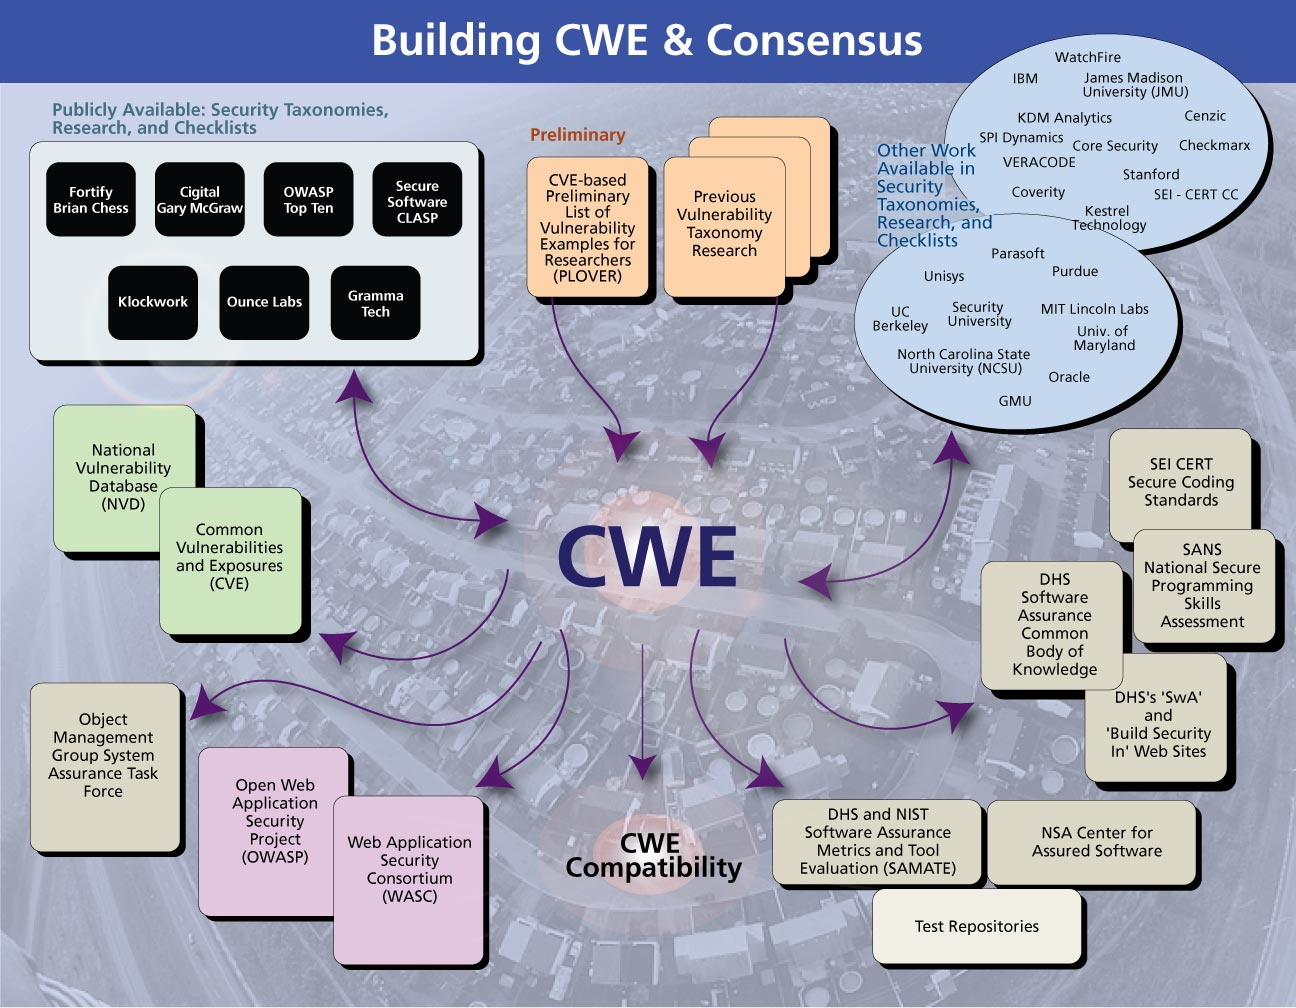 Building CWE & Consensus
Publicly Available: Security Taxonomies,
Research, and Checklists
Fortify
Brian Chess
Cigital
Gary McGraw
OWASP
Top Ten
Secure
Software
CLASP
Klockwork
Ounce Labs
Gramma
Tech
Preliminary
CVE-based
Preliminary
List of
Vulnerability
Examples for
Researchers
(PLOVER)
Previous
Vulnerability
Taxonomy
Research
Other Work
Available in
Security
Taxonomies,
Research, and
Checklists
WatchFire
IBM
James Madison
University (JMU)
KDM Analytics
Cenzic
SPI Dynamics
Core Security
Checkmarx
VERACODE
Stanford
Coverity
SEI - CERT CC
Kestrel
Technology
Parasoft
Unisys
Purdue
UC
Berkeley
Security
University
MIT Lincoln Labs
Univ. of
Maryland
North Carolina State
University (NCSU)
Oracle
GMU
National
Vulnerability
Database
(NVD)
Common
Vulnerabilities
and Exposures
(CVE)
CWE
SEI CERT
Secure Coding
Standards
SANS
National Secure
Programming
Skills
Assessment
DHS
Software
Assurance
Common
Body of
Knowledge
DHS's 'SwA'
and
'Build Security
In' Web Sites
Object
Management
Group System
Assurance Task
Force
Open Web
Application
Security
Project
(OWASP)
Web Application
Security
Consortium
(WASC)
CWE
Compatibility
DHS and NIST
Software Assurance
Metrics and Tool
Evaluation (SAMATE)
NSA Center for
Assured Software
Test Repositories